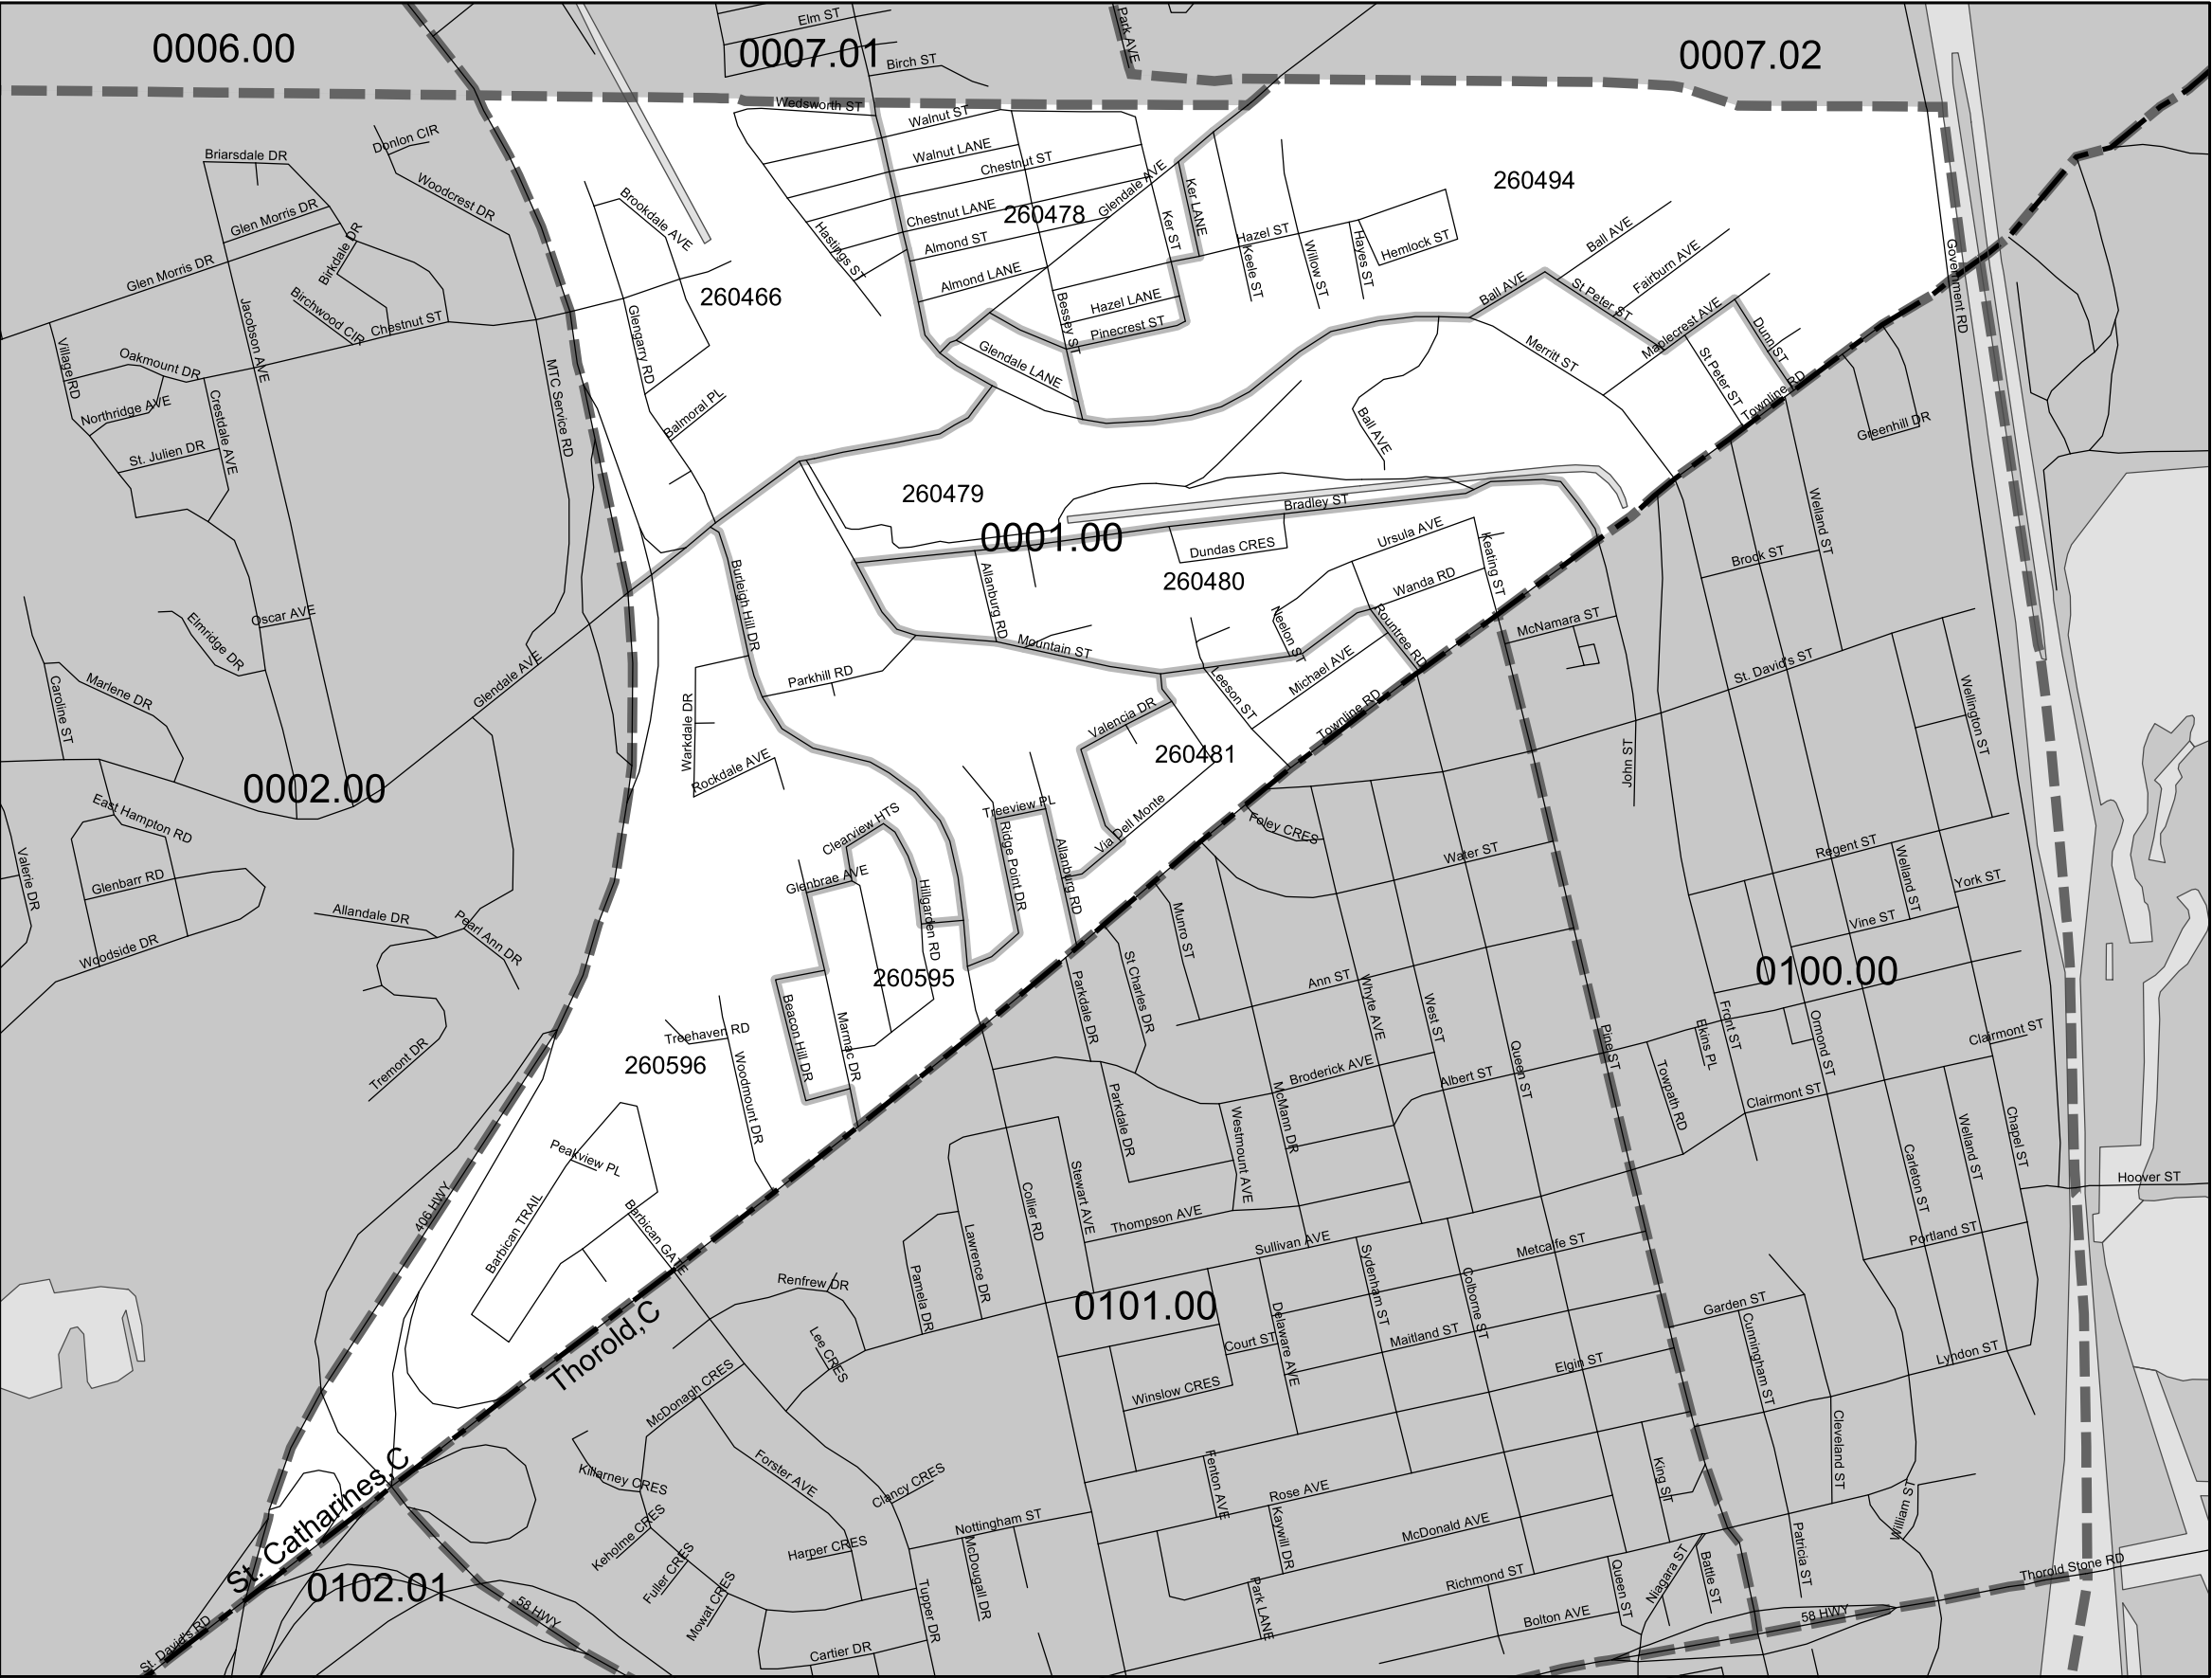 0006.00
0007.01
0007.02
Elm ST
Park AVE
Birch ST
Wedsworth ST
Walnut ST
Donlon CIR
Briarsdale DR
Walnut LANE
Chestnut ST
Woodcrest DR
Glendale AVE
260494
Brookdale AVE
Ker LANE
Glen Morris DR
Chestnut LANE
260478
Ker ST
Hastings ST
Almond ST
Hazel ST
Keele ST
Willow ST
Hayes ST
Hemlock ST
Ball AVE
Fairburn AVE
Government RD
Birkdale DR
Glen Morris DR
Almond LANE
Birchwood CIR
Jacobson AVE
Chestnut ST
260466
Glengarry RD
Bessey ST
Hazel LANE
Pinecrest ST
Ball AVE
St Peter ST
Maplecrest AVE
Dunn ST
Village RD
Oakmount DR
MTC Service RD
Glendale LANE
Merritt ST
St Peter ST
Townline RD
Northridge AVE
Crestdale AVE
Balmoral PL
Ball AVE
Greenhill DR
St. Julien DR
260479
Bradley ST
Welland ST
0001.00
Dundas CRES
Ursula AVE
Keating ST
Brook ST
Burleigh Hill DR
Allanburg RD
260480
Wanda RD
Oscar AVE
Elmridge DR
Neelon ST
Rountree RD
McNamara ST
Mountain ST
Glendale AVE
Marlene DR
Caroline ST
Parkhill RD
Michael AVE
Leeson ST
St. David's ST
Wellington ST
Warkdale DR
Valencia DR
Townline RD
260481
John ST
Rockdale AVE
0002.00
East Hampton RD
Clearview HTS
Treeview PL
Ridge Point DR
Via Dell Monte
Foley CRES
Water ST
Regent ST
Welland ST
Valerie DR
Glenbarr RD
Glenbrae AVE
Hillgarden RD
Allanburg RD
York ST
Allandale DR
Pearl Ann DR
Munro ST
Vine ST
Woodside DR
St Charles DR
260595
Parkdale DR
Ann ST
Whyte AVE
West ST
0100.00
Beacon Hill DR
Marmac DR
Treehaven RD
Woodmount DR
Tremont DR
260596
Pine ST
Ekins PL
Front ST
Ormond ST
Clairmont ST
Queen ST
Broderick AVE
Albert ST
Towpath RD
Clairmont ST
Parkdale DR
Westmount AVE
McMann DR
Chapel ST
Welland ST
Carleton ST
Peakview PL
Stewart AVE
Hoover ST
406 HWY
Barbican TRAIL
Barbican GATE
Collier RD
Lawrence DR
Thompson AVE
Sullivan AVE
Metcalfe ST
Portland ST
Renfrew DR
Pamela DR
0101.00
Sydenham ST
Colborne ST
Garden ST
Thorold,C
Lee CRES
Delaware AVE
Court ST
Maitland ST
Cunningham ST
Elgin ST
Lyndon ST
McDonagh CRES
Winslow CRES
Cleveland ST
St. Catharines,C
Forster AVE
Killarney CRES
Clancy CRES
Fenton AVE
Rose AVE
King ST
William ST
Keholme CRES
Nottingham ST
Kaywill DR
McDonald AVE
Patricia ST
Harper CRES
Fuller CRES
McDougall DR
0102.01
Mowat CRES
Tupper DR
Park LANE
Richmond ST
Queen ST
Niagara ST
Battle ST
Thorold Stone RD
58 HWY
Bolton AVE
58 HWY
St. David's RD
Cartier DR